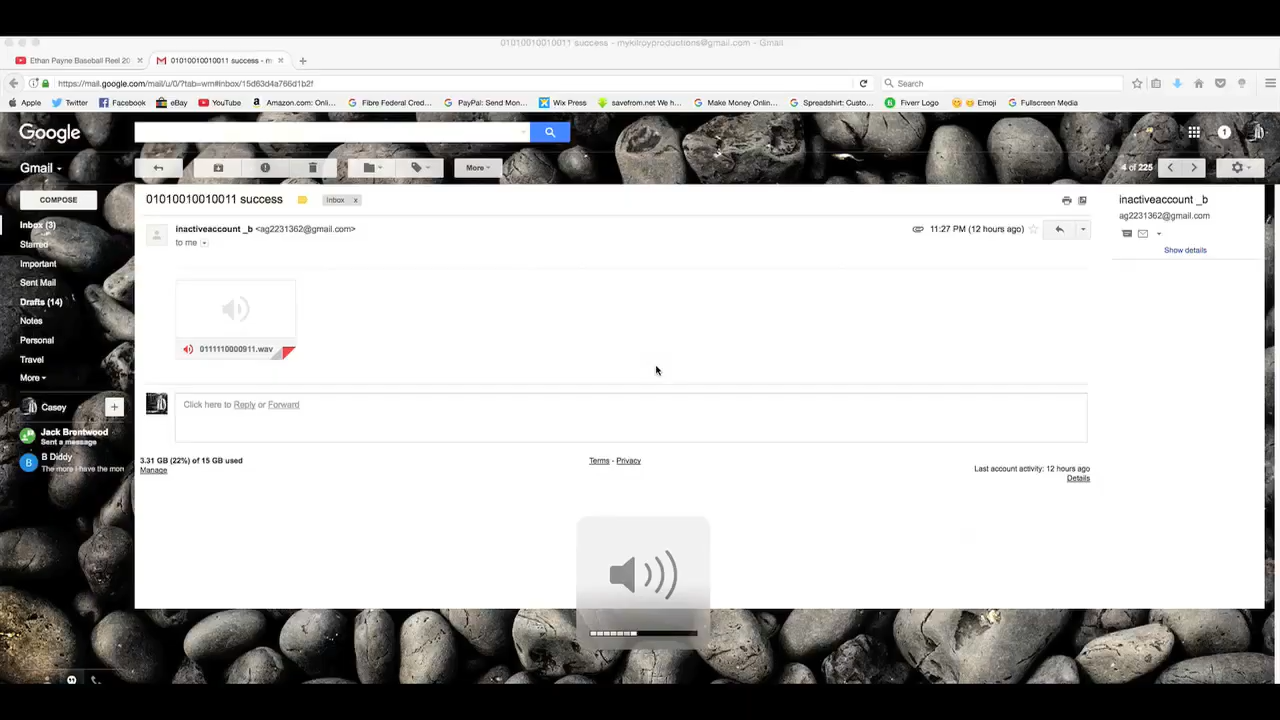 01010010010011 success - mykilroyproductions@gmail.com - Gmail
Ethan Payne Baseball Reel 20
01010010010011 success - m
https://mail.google.com/mail/u/0/?tab=wm#inbox/15d63d4a766d1b2f
Search
Apple Twitter Facebook eBay YouTube Amazon.com: Onli... Fibre Federal Cred... PayPal: Send Mon... Wix Press savefrom.net We h... Make Money Onlin... Spreadshirt: Custo... Fiverr Logo Emoji Fullscreen Media
Google
1
Gmail
More
4 of 225
COMPOSE
01010010010011 success
Inbox x
inactiveaccount _b
ag2231362@gmail.com
Show details
Inbox (3)
Starred
Important
Sent Mail
Drafts (14)
Notes
Personal
Travel
More
inactiveaccount _b <ag2231362@gmail.com>
to me
11:27 PM (12 hours ago)
0111110000911.wav
Casey
Jack Brentwood
Sent a message
B Diddy
The more i have the mon
Click here to Reply or Forward
3.31 GB (22%) of 15 GB used
Manage
Terms - Privacy
Last account activity: 12 hours ago
Details